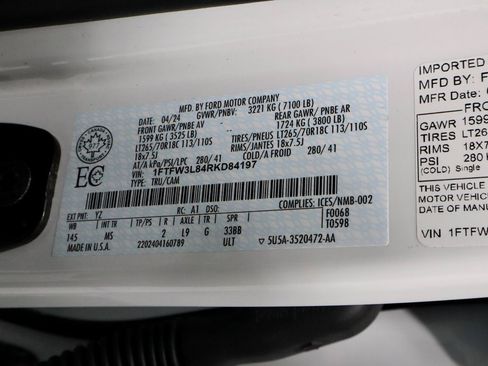 MFD. BY FORD MOTOR COMPANY
DATE: 04/24 GVWR/PNBV: 3221 KG ( 7100 LB)
FRONT GAWR/PNBE AV REAR GAWR/ PNBE AR
1599 KG ( 3525 LB) 1724 KG ( 3800 LB)
LT265/70R18C 113/110S TIRES/PNEUS LT265/70R18C 113/110S
18x7.5J RIMS/JANTES 18x7.5J
AT/A kPa/PSI/LPC 280/ 41 COLD/A FROID 280/ 41
VIN: 1FTFW3L84RKD84197
TYPE: TRU/CAM
EXT PNT: YZ RC: A1 DSO: COMPLIES: ICES/NMB-002
WB INT TR TP/PS R AXLE TR SPR F0068
145 MS 2 L9 G 33BB T0598
MADE IN U.S.A. 2202404160789 ULT 5U5A-3520472-AA
IMPORTED
MFD BY: F
MFR Date:
FRO
GAWR 1599
TIRES LT26
RIMS 18X7
PSI 280
(COLD) Single
THIS VEHICLE
MOTOR VEHICL
DATE OF MANU
VIN 1FTFW